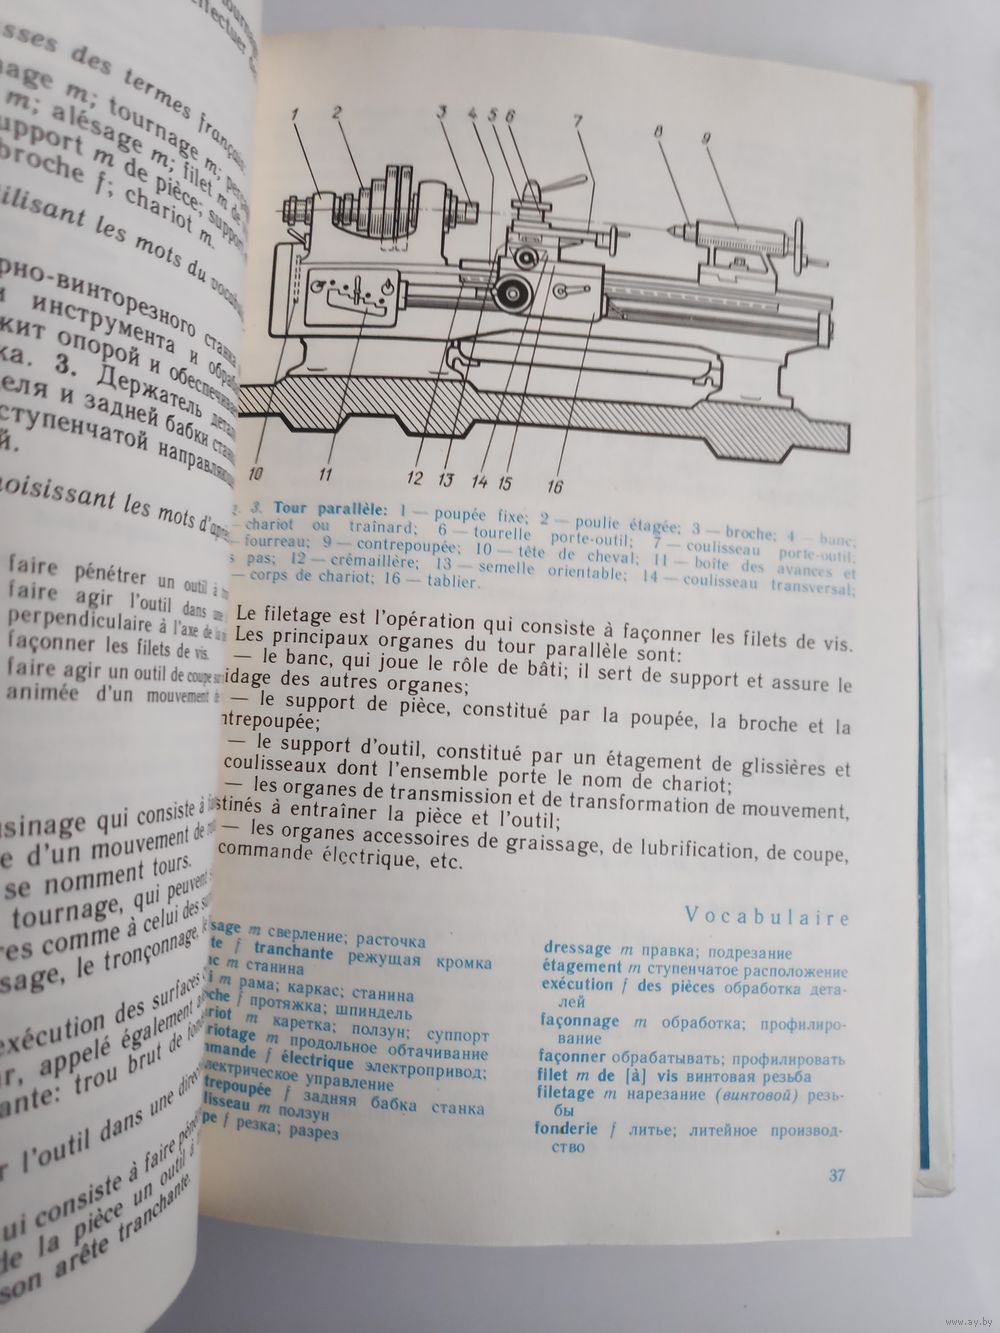 sses des termes français
nage m; tournage m;
m; alésage m; filet m de
upport m de pièce;
broche f; chariot m.
ilisant les mots du
рно-винторезного станка
и инструмента и
жит опорой и
ка. 3. Держатель
еля и задней бабки
ступенчатой
й.
hoisissant les mots d'après
faire pénétrer un outil à
faire agir l'outil dans une
perpendiculaire à l'axe de la
façonner les filets de vis.
faire agir un outil de coupe
animée d'un mouvement
sinage qui consiste à
e d'un mouvement de
se nomment tours.
tournage, qui peuvent
res comme à celui des
sage, le tronçonnage,
exécution des surfaces
r, appelé également
ante: trou brut de
r l'outil dans une
ui consiste à faire
de la pièce un outil à
son arête tranchante.
1 2 3 4 5 6 7 8 9
10 11 12 13 14 15 16
3. Tour parallèle: 1 — poupée fixe; 2 — poulie étagée; 3 — broche; 4 — banc;
— chariot ou traînard; 6 — tourelle porte-outil; 7 — coulisseau porte-outil;
— fourreau; 9 — contrepoupée; 10 — tête de cheval; 11 — boîte des avances et
s pas; 12 — crêmaillère; 13 — semelle orientable; 14 — coulisseau transversal;
— corps de chariot; 16 — tablier.
Le filetage est l'opération qui consiste à façonner les filets de vis.
Les principaux organes du tour parallèle sont:
— le banc, qui joue le rôle de bâti; il sert de support et assure le
idage des autres organes;
— le support de pièce, constitué par la poupée, la broche et la
ntrepoupée;
— le support d'outil, constitué par un étagement de glissières et
coulisseaux dont l'ensemble porte le nom de chariot;
— les organes de transmission et de transformation de mouvement,
stinés à entraîner la pièce et l'outil;
— les organes accessoires de graissage, de lubrification, de coupe,
commande électrique, etc.
Vocabulaire
sage m сверление; расточка
te f tranchante режущая кромка
c m станина
i m рама; каркас; станина
che f протяжка; шпиндель
riot m каретка; ползун; суппорт
riotage m продольное обтачивание
mmande f électrique электропривод;
лектрическое управление
trepoupée f задняя бабка станка
lisseau m ползун
pe f резка; разрез
dressage m правка; подрезание
étagement m ступенчатое расположение
exécution f des pièces обработка дета-
лей
façonnage m обработка; профилиро-
вание
façonner обрабатывать; профилировать
filet m de [à] vis винтовая резьба
filetage m нарезание (винтовой) резь-
бы
fonderie f литье; литейное производ-
ство
37
www.ay.by